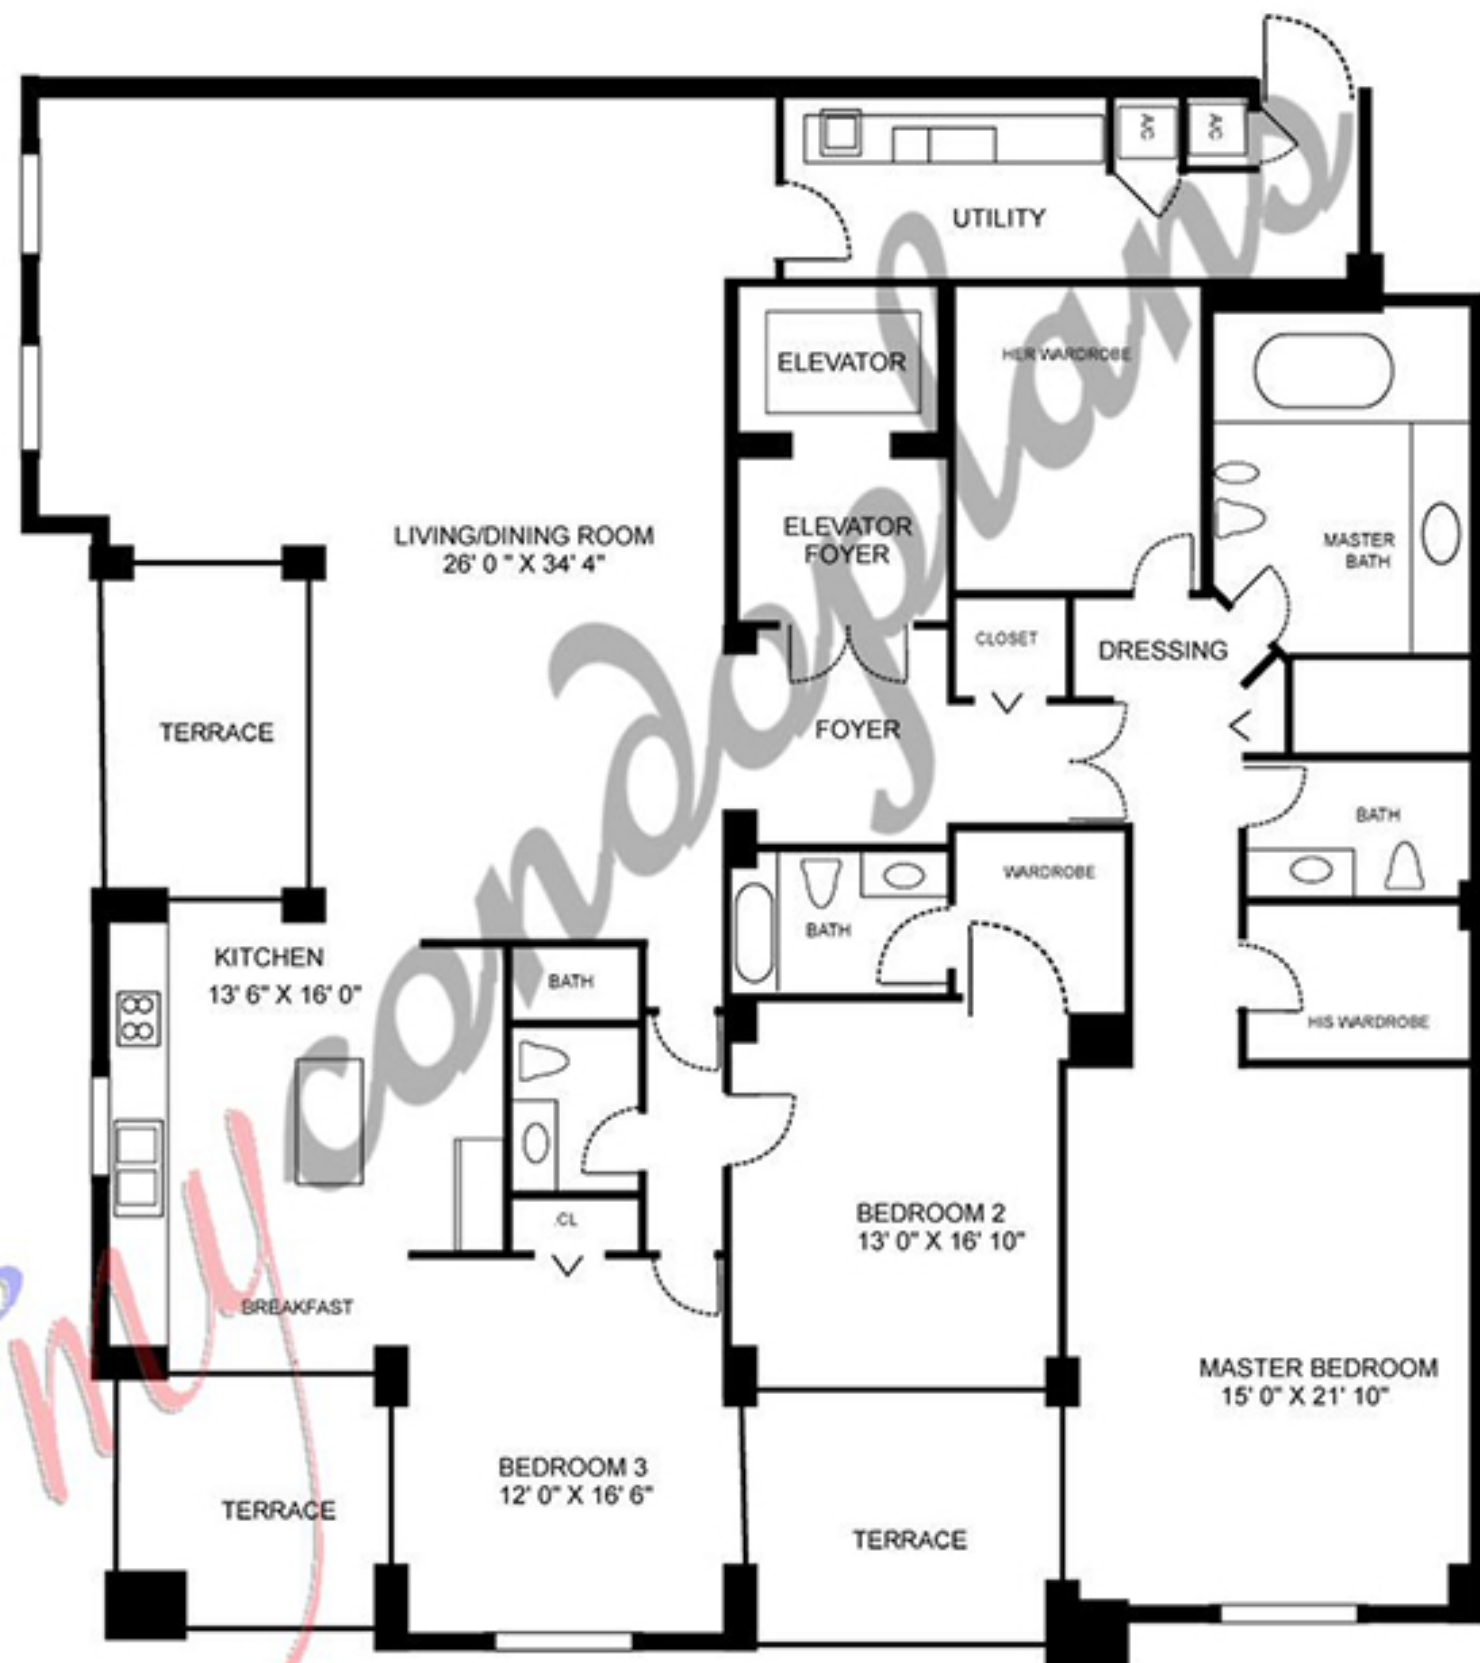 A/C
A/C
UTILITY
ELEVATOR
HER WARDROBE
ELEVATOR
FOYER
LIVING/DINING ROOM
26' 0 " X 34' 4"
MASTER
BATH
CLOSET
DRESSING
TERRACE
FOYER
BATH
WARDROBE
BATH
KITCHEN
13' 6" X 16' 0"
BATH
HIS WARDROBE
BEDROOM 2
13' 0" X 16' 10"
CL
BREAKFAST
MASTER BEDROOM
15' 0" X 21' 10"
BEDROOM 3
12' 0" X 16' 6"
TERRACE
TERRACE
my condoplans